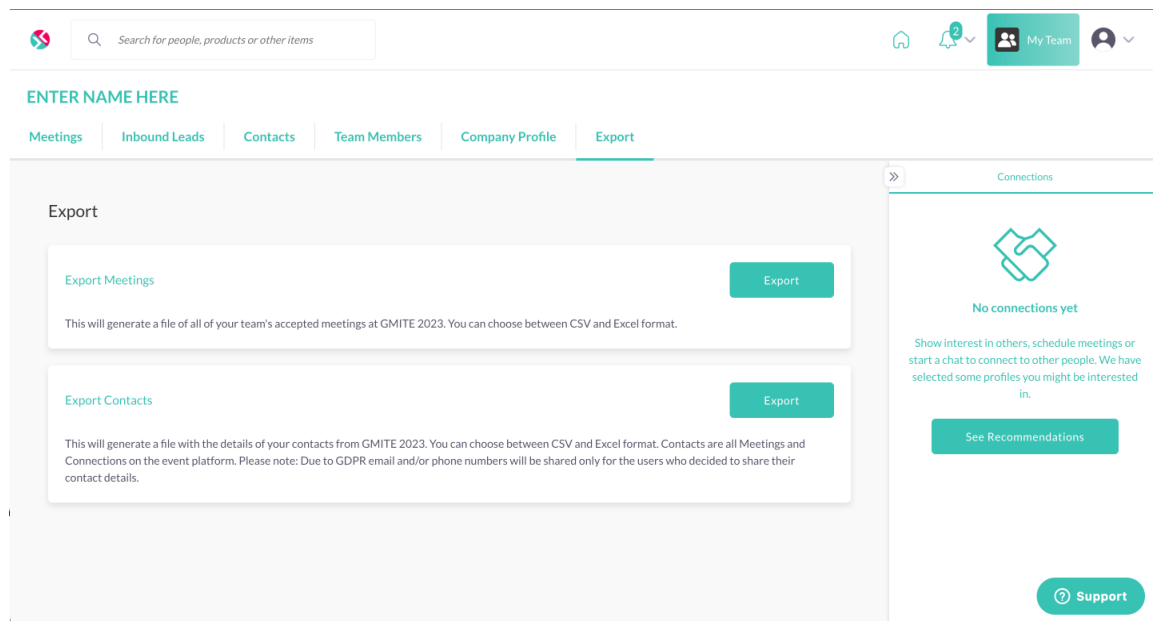 Search for people, products or other items
2
My Team
ENTER NAME HERE
Meetings
Inbound Leads
Contacts
Team Members
Company Profile
Export
Connections
Export
Export Meetings
Export
This will generate a file of all of your team's accepted meetings at GMITE 2023. You can choose between CSV and Excel format.
Export Contacts
Export
This will generate a file with the details of your contacts from GMITE 2023. You can choose between CSV and Excel format. Contacts are all Meetings and
Connections on the event platform. Please note: Due to GDPR email and/or phone numbers will be shared only for the users who decided to share their
contact details.
No connections yet
Show interest in others, schedule meetings or
start a chat to connect to other people. We have
selected some profiles you might be interested
in.
See Recommendations
Support